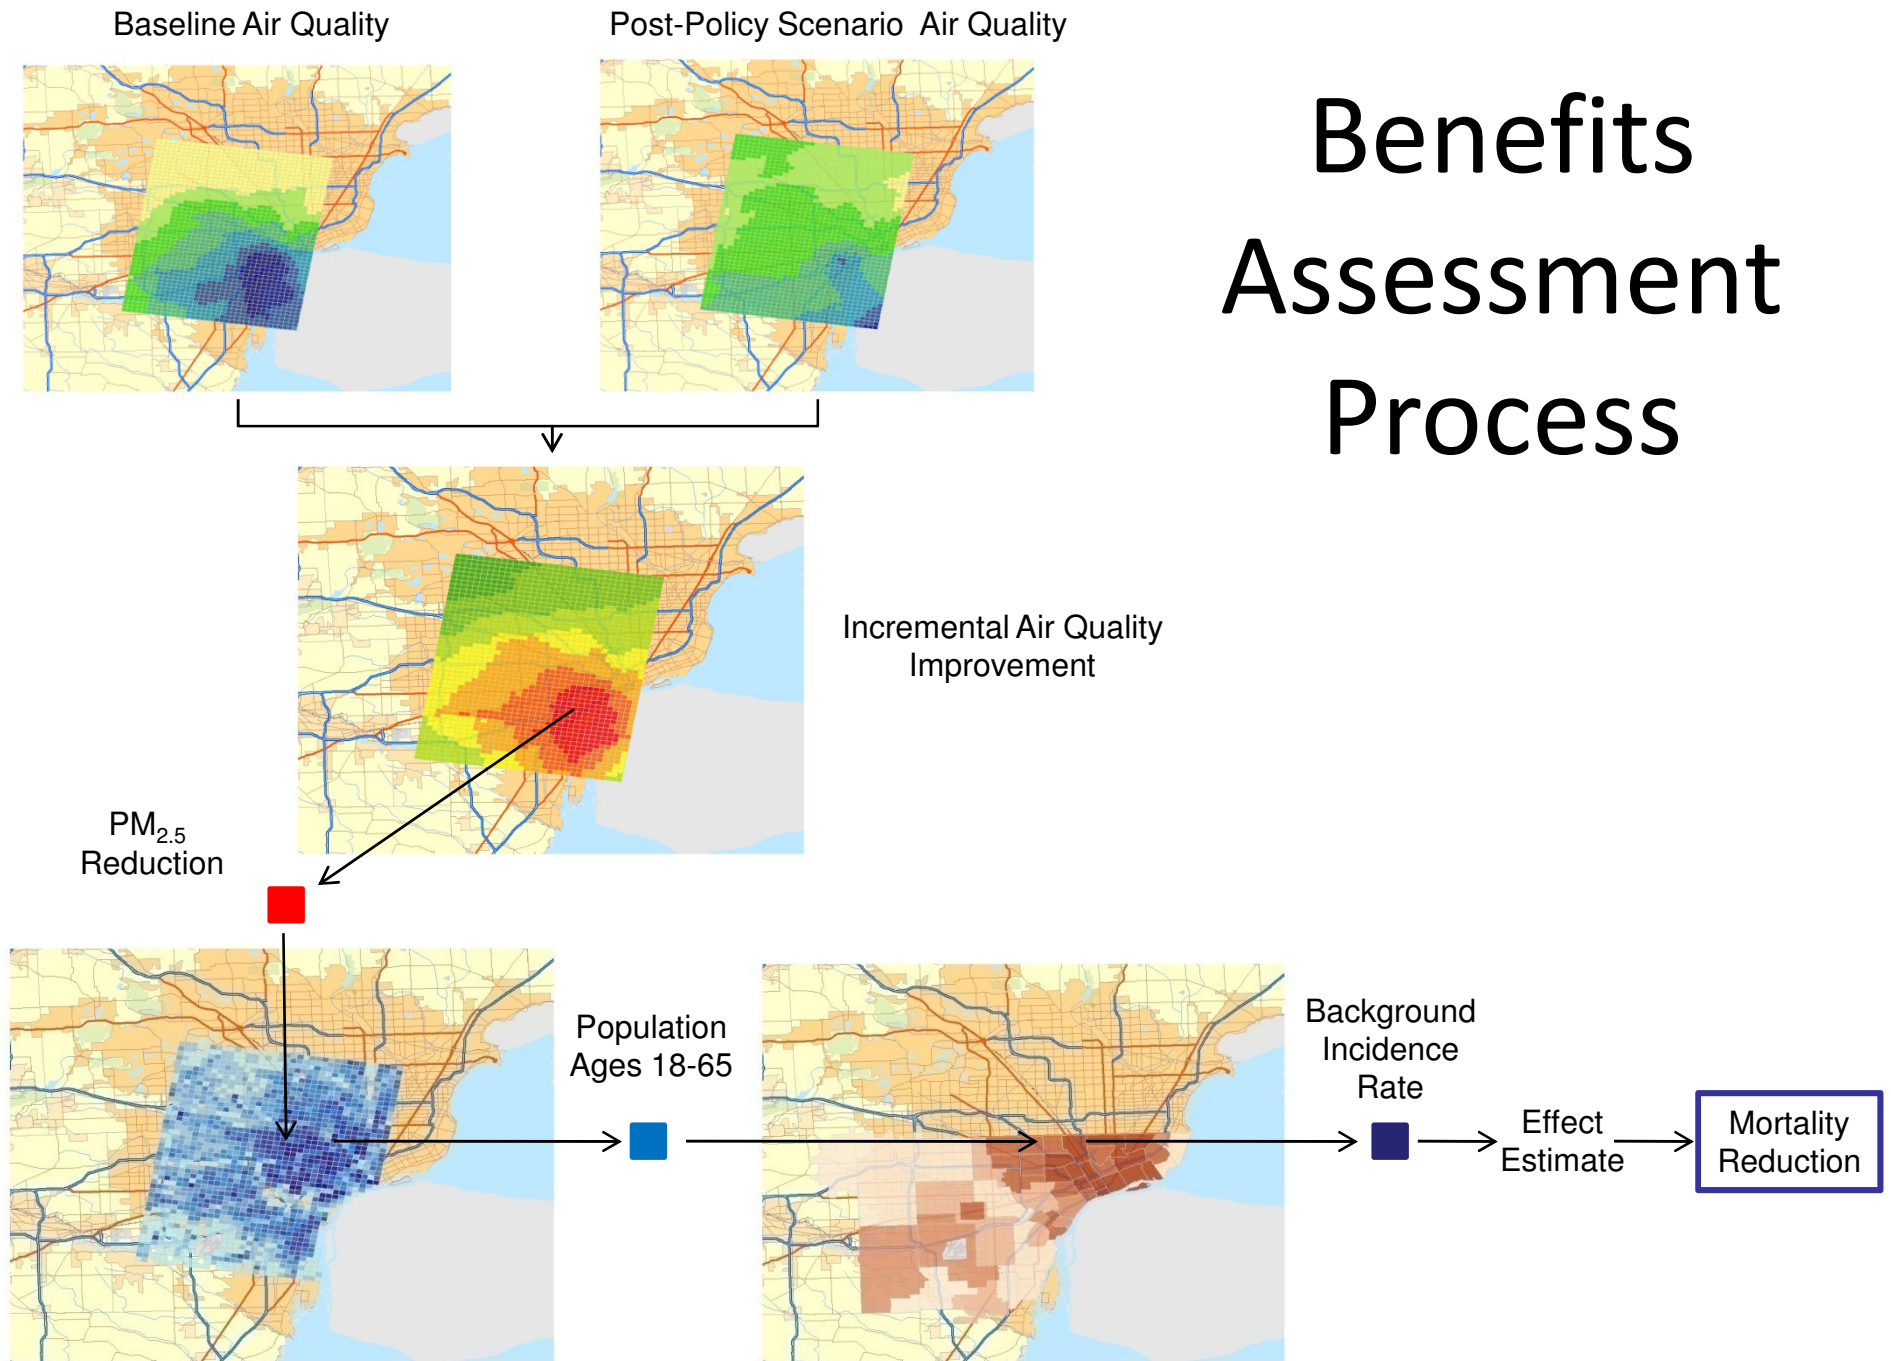 Baseline Air Quality
Post-Policy Scenario Air Quality
Benefits
Assessment
Process
Incremental Air Quality
Improvement
PM2.5
Reduction
Population
Ages 18-65
Background
Incidence
Rate
Effect
Estimate
Mortality
Reduction